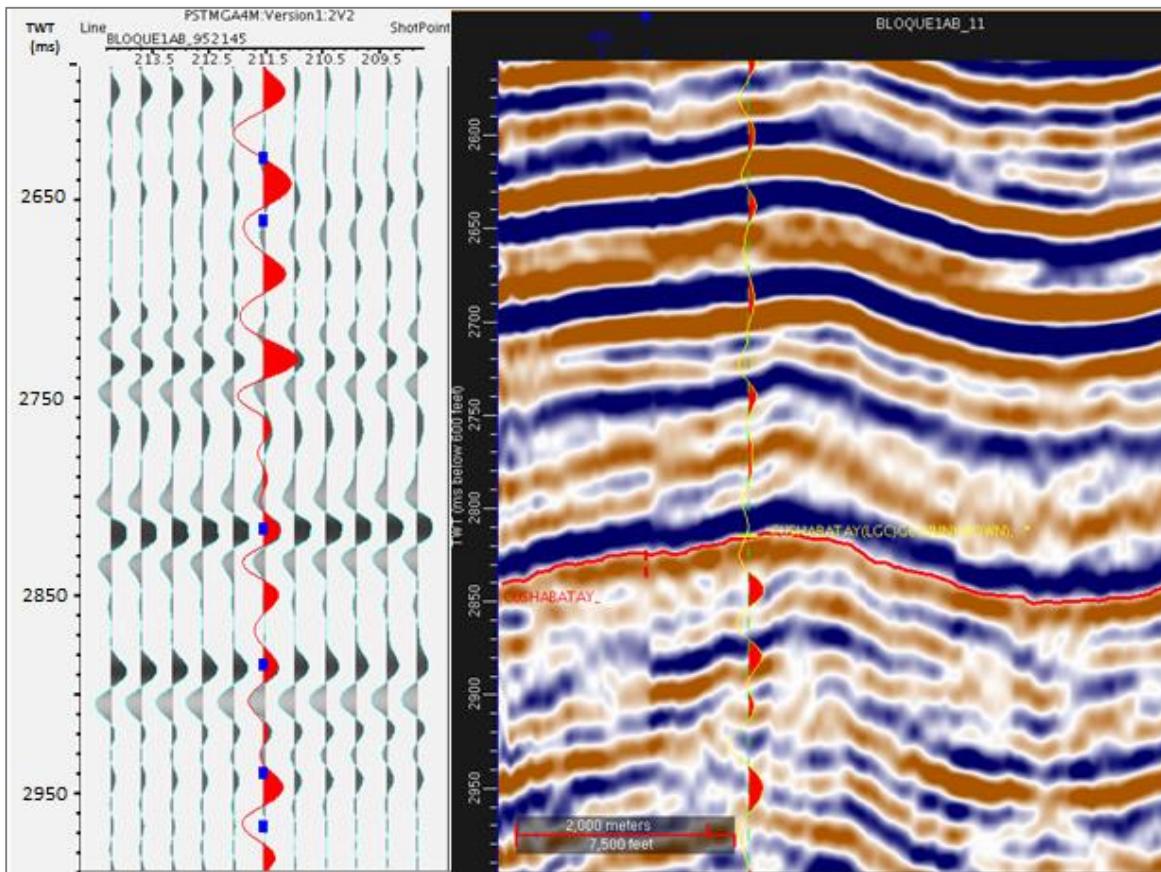 PSTMGA4M:Version1:2V2
TWT Line ShotPoint
(ms) BLOQUE1AB_952145
213.5 212.5 211.5 210.5 209.5
2650
2750
2850
2950
BLOQUE1AB_11
TWT (ms below 600 feet)
2600
2650
2700
2750
2800
2850
2900
2950
CUSHABATAY(LGC)
CUSHABATAY_
2,000 meters
7,500 feet